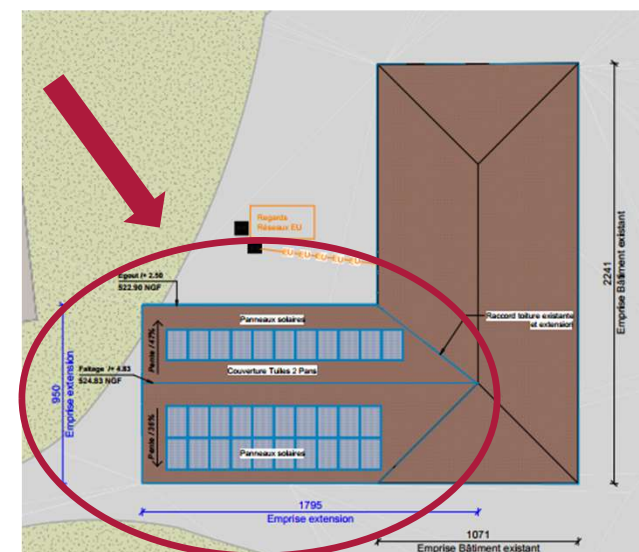 Regards
Réseaux EU
EU-EU-EU-EU-EU
Egout /+ 2.50
522.90 NGF
Panneaux solaires
Pente / 47%
Raccord toiture existante
et extension
Faîtage /+ 4.83
524.83 NGF
Couverture Tuiles 2 Pans
950
Emprise extension
2241
Emprise Bâtiment existant
Panneaux solaires
1795
Emprise extension
1071
Emprise Bâtiment existant